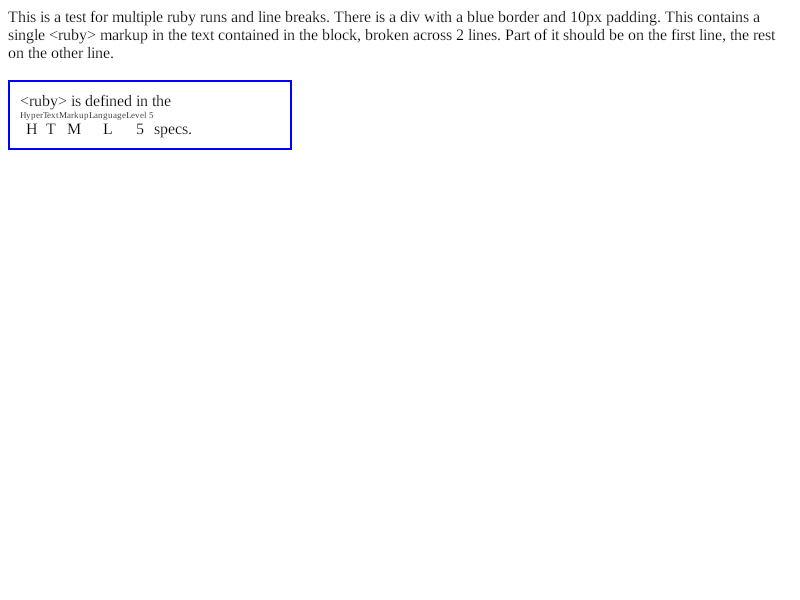 This is a test for multiple ruby runs and line breaks. There is a div with a blue border and 10px padding. This contains a
single <ruby> markup in the text contained in the block, broken across 2 lines. Part of it should be on the first line, the rest
on the other line.
<ruby> is defined in the
HyperTextMarkupLanguageLevel 5
H T M L 5 specs.